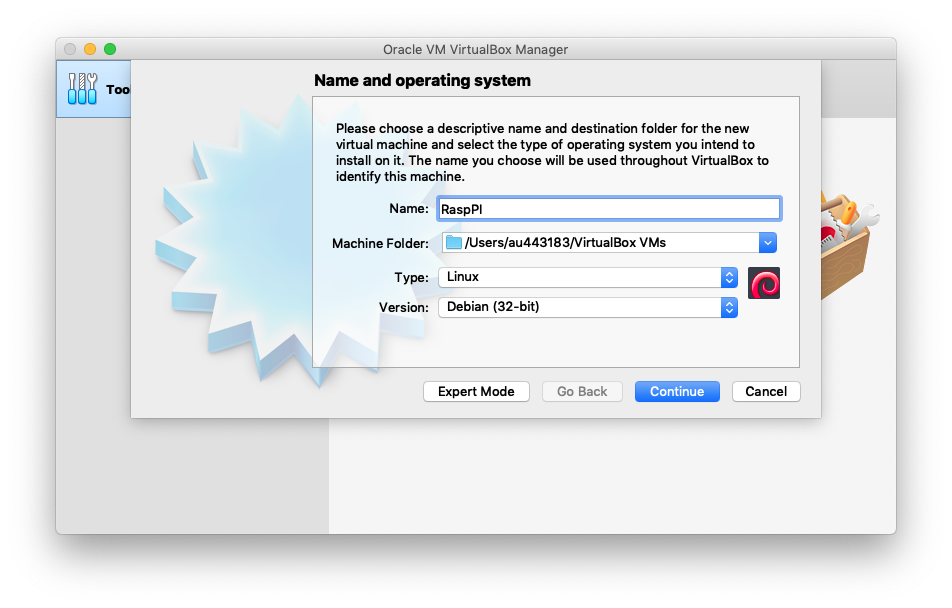 Oracle VM VirtualBox Manager
Name and operating system
Please choose a descriptive name and destination folder for the new
virtual machine and select the type of operating system you intend to
install on it. The name you choose will be used throughout VirtualBox to
identify this machine.
Name: RaspPI
Machine Folder: /Users/au443183/VirtualBox VMs
Type: Linux
Version: Debian (32-bit)
Expert Mode Go Back Continue Cancel